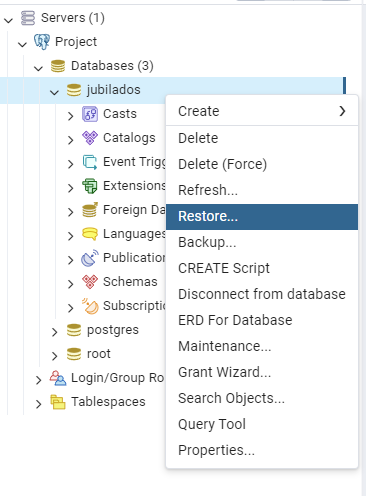 Servers (1)
Project
Databases (3)
jubilados
Casts
Catalogs
Event Trigg
Extensions
Foreign Da
Languages
Publication
Schemas
Subscripti
postgres
root
Login/Group Ro
Tablespaces
Create
Delete
Delete (Force)
Refresh...
Restore...
Backup...
CREATE Script
Disconnect from database
ERD For Database
Maintenance...
Grant Wizard...
Search Objects...
Query Tool
Properties...